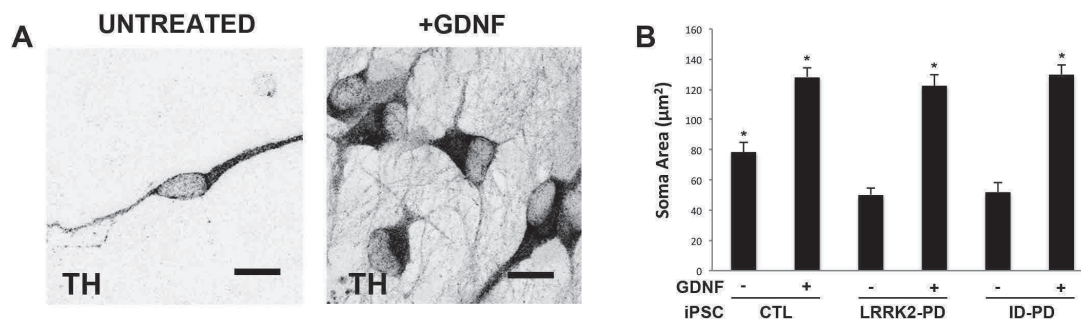 A
UNTREATED
+GDNF
TH
TH
B
Soma Area (µm²)
160
140
120
100
80
60
40
20
0
* * * *
GDNF - + - + - +
iPSC CTL LRRK2-PD ID-PD